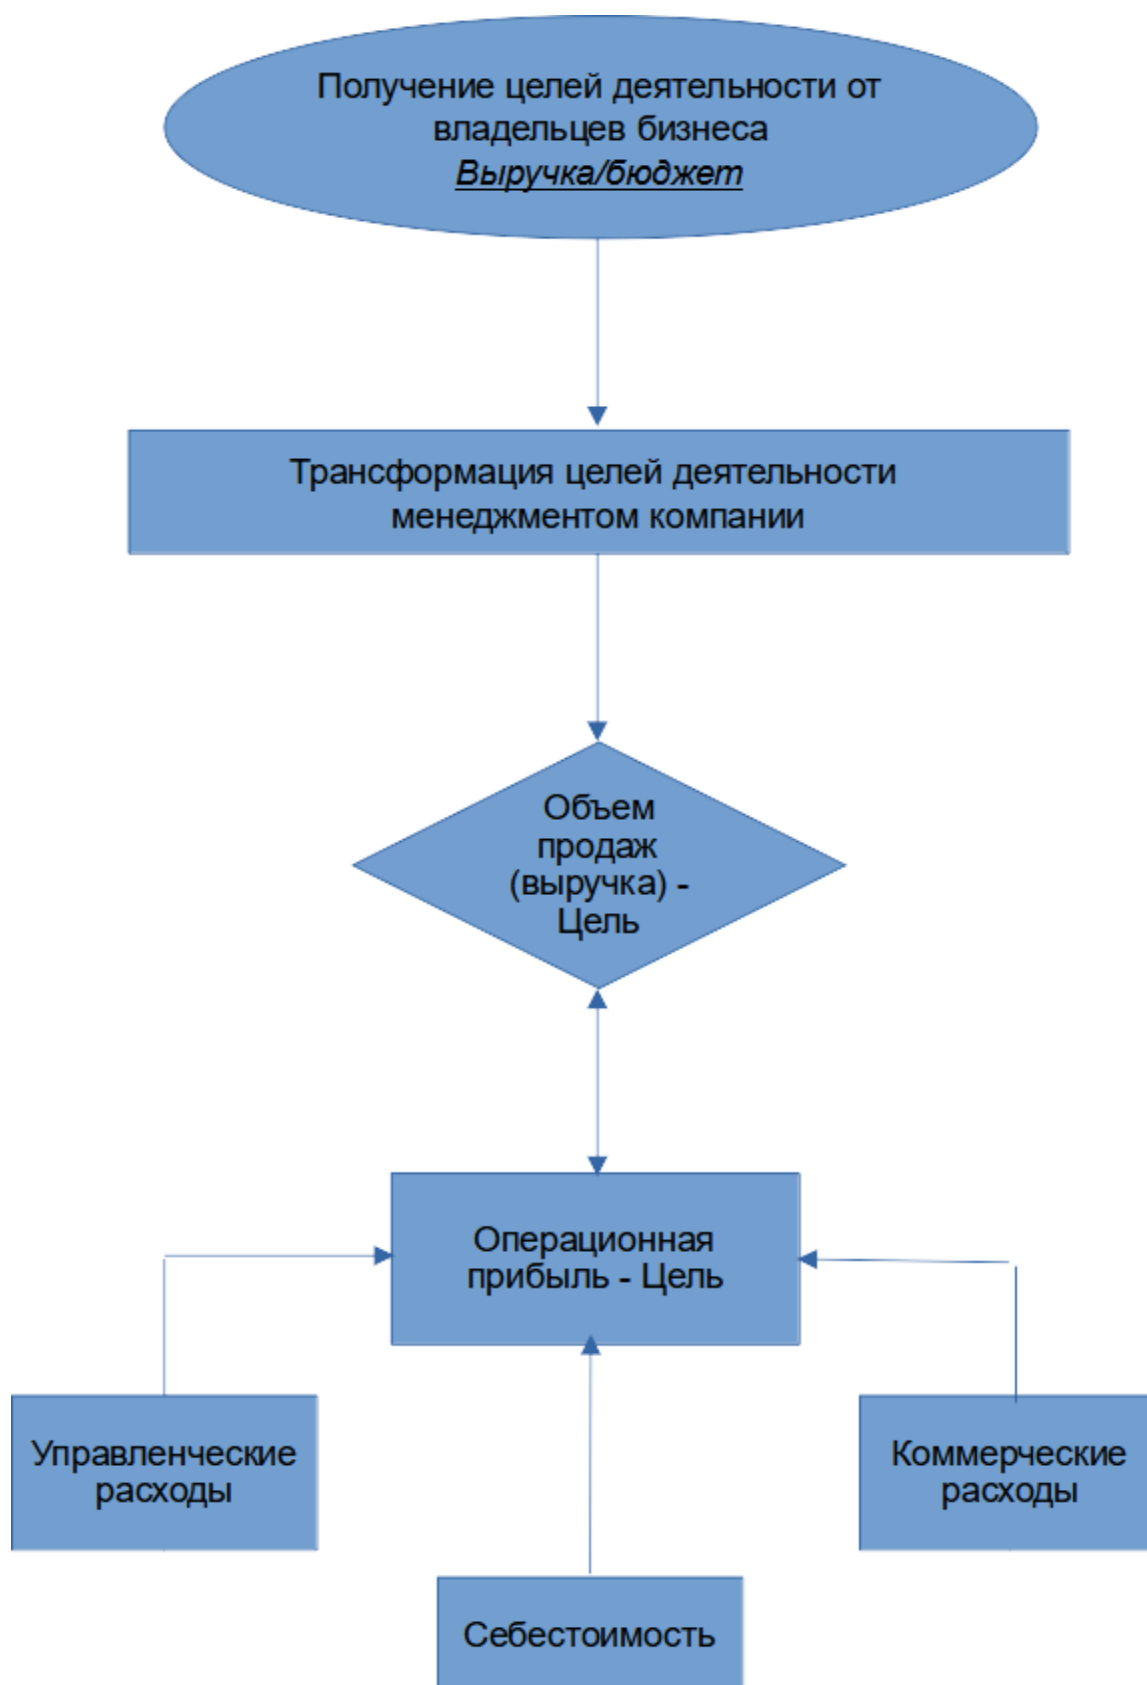 Получение целей деятельности от
владельцев бизнеса
Выручка/бюджет
Трансформация целей деятельности
менеджментом компании
Объем
продаж
(выручка) -
Цель
Операционная
прибыль - Цель
Управленческие
расходы
Коммерческие
расходы
Себестоимость